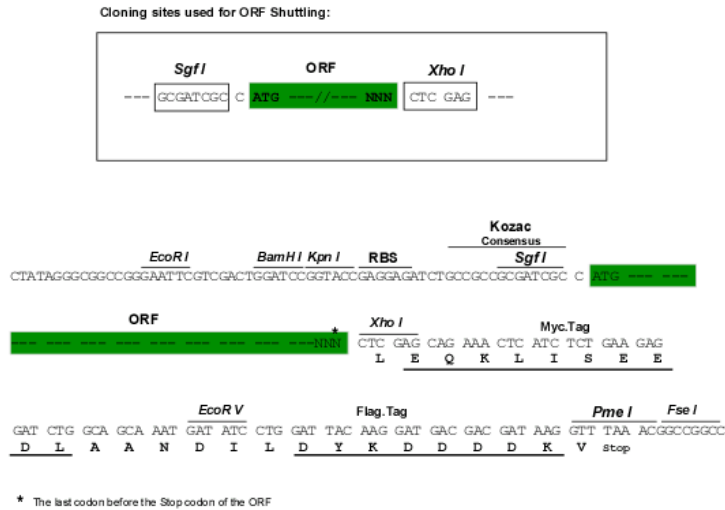 Cloning sites used for ORF Shuttling:
Sgf I ORF Xho I
--- GCGATCGC C ATG ---//--- NNN CTC GAG ---
Kozac
Consensus
EcoR I BamH I Kpn I RBS Sgf I
CTATAGGGCGGCCGGGAATTCGTCGACTGGATCCGGTACCGAGGAGATCTGCCGCCGCGATCGC C ATG --- ---
ORF
* Xho I Myc.Tag
--- --- --- --- --- --- --- --- --- --- ---NNN CTC GAG CAG AAA CTC ATC TCT GAA GAG
L E Q K L I S E E
EcoR V Flag.Tag Pme I Fse I
GAT CTG GCA GCA AAT GAT ATC CTG GAT TAC AAG GAT GAC GAC GAT AAG GTT TAA ACGGCCGGCC
D L A A N D I L D Y K D D D D K V Stop
* The last codon before the Stop codon of the ORF